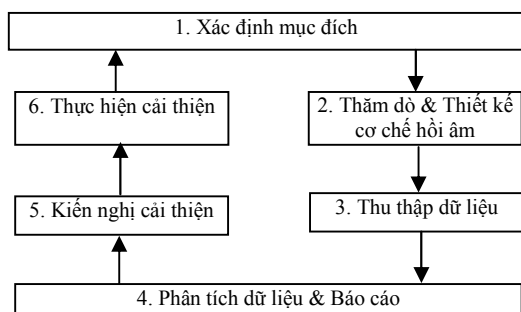 1. Xác định mục đích
6. Thực hiện cải thiện
2. Thăm dò & Thiết kế
cơ chế hồi âm
5. Kiến nghị cải thiện
3. Thu thập dữ liệu
4. Phân tích dữ liệu & Báo cáo